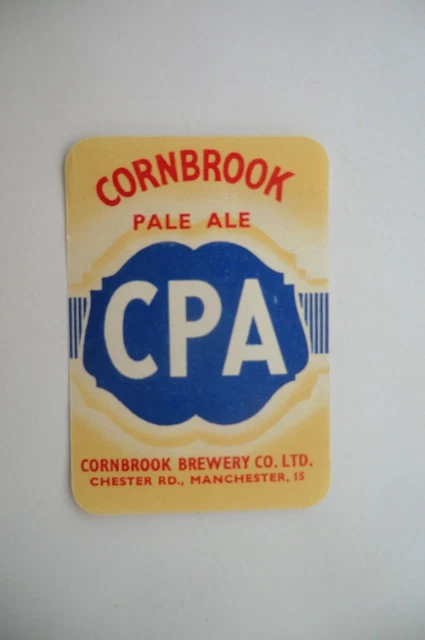 CORNBROOK
PALE ALE
CPA
CORNBROOK BREWERY CO. LTD.
CHESTER RD., MANCHESTER, 15